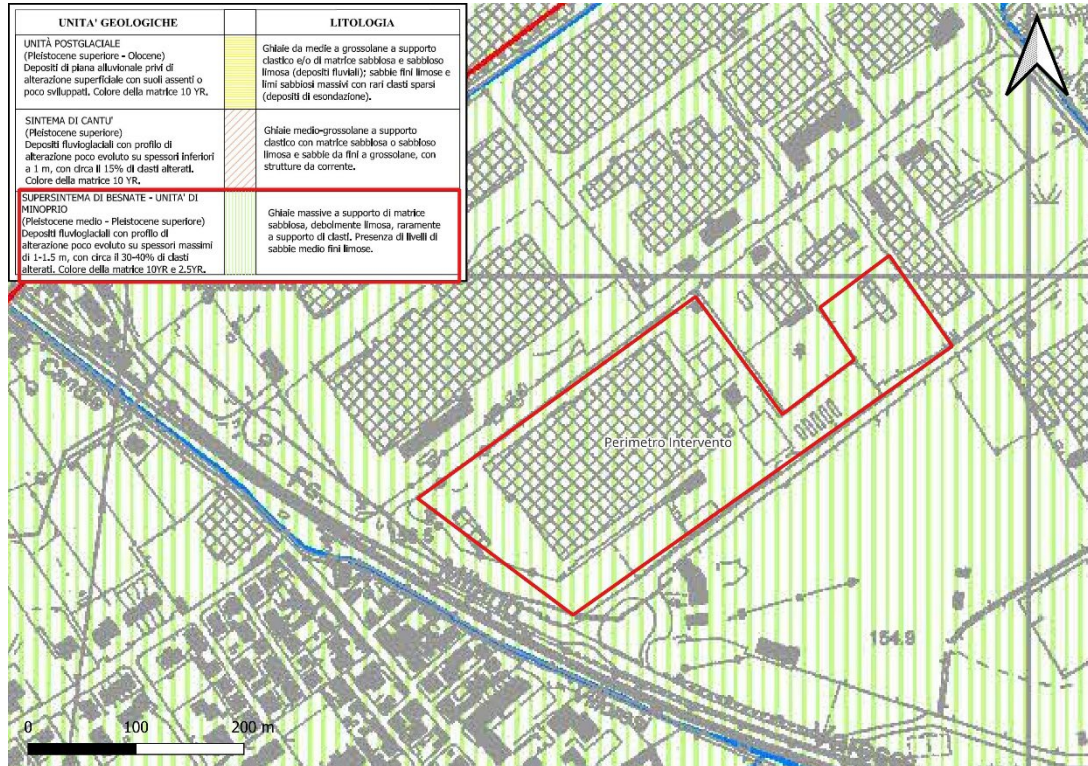 UNITA' GEOLOGICHE
LITOLOGIA
UNITÀ POSTGLACIALE
(Pleistocene superiore - Olocene)
Depositi di piana alluvionale privi di
alterazione superficiale con suoli assenti o
poco sviluppati. Colore della matrice 10 YR.
Ghiaie da medie a grossolane a supporto
clastico e/o di matrice sabbiosa e sabbioso
limosa (depositi fluviali); sabbie fini limose e
limi sabbiosi massivi con rari clasti sparsi
(depositi di esondazione).
SINTEMA DI CANTU'
(Pleistocene superiore)
Depositi fluvioglaciali con profilo di
alterazione poco evoluto su spessori inferiori
a 1 m, con circa il 15% di clasti alterati.
Colore della matrice 10 YR.
Ghiaie medio-grossolane a supporto
clastico con matrice sabbiosa o sabbioso
limosa e sabbie da fini a grossolane, con
strutture da corrente.
SUPERSINTEMA DI BESNATE - UNITA' DI
MINOPRIO
(Pleistocene medio - Pleistocene superiore)
Depositi fluvioglaciali con profilo di
alterazione poco evoluto su spessori massimi
di 1-1.5 m, con circa il 30-40% di clasti
alterati. Colore della matrice 10YR e 2.5YR.
Ghiaie massive a supporto di matrice
sabbiosa, debolmente limosa, raramente
a supporto di clasti. Presenza di livelli di
sabbie medio fini limose.
Canale
Perimetro Intervento
154.9
0 100 200 m